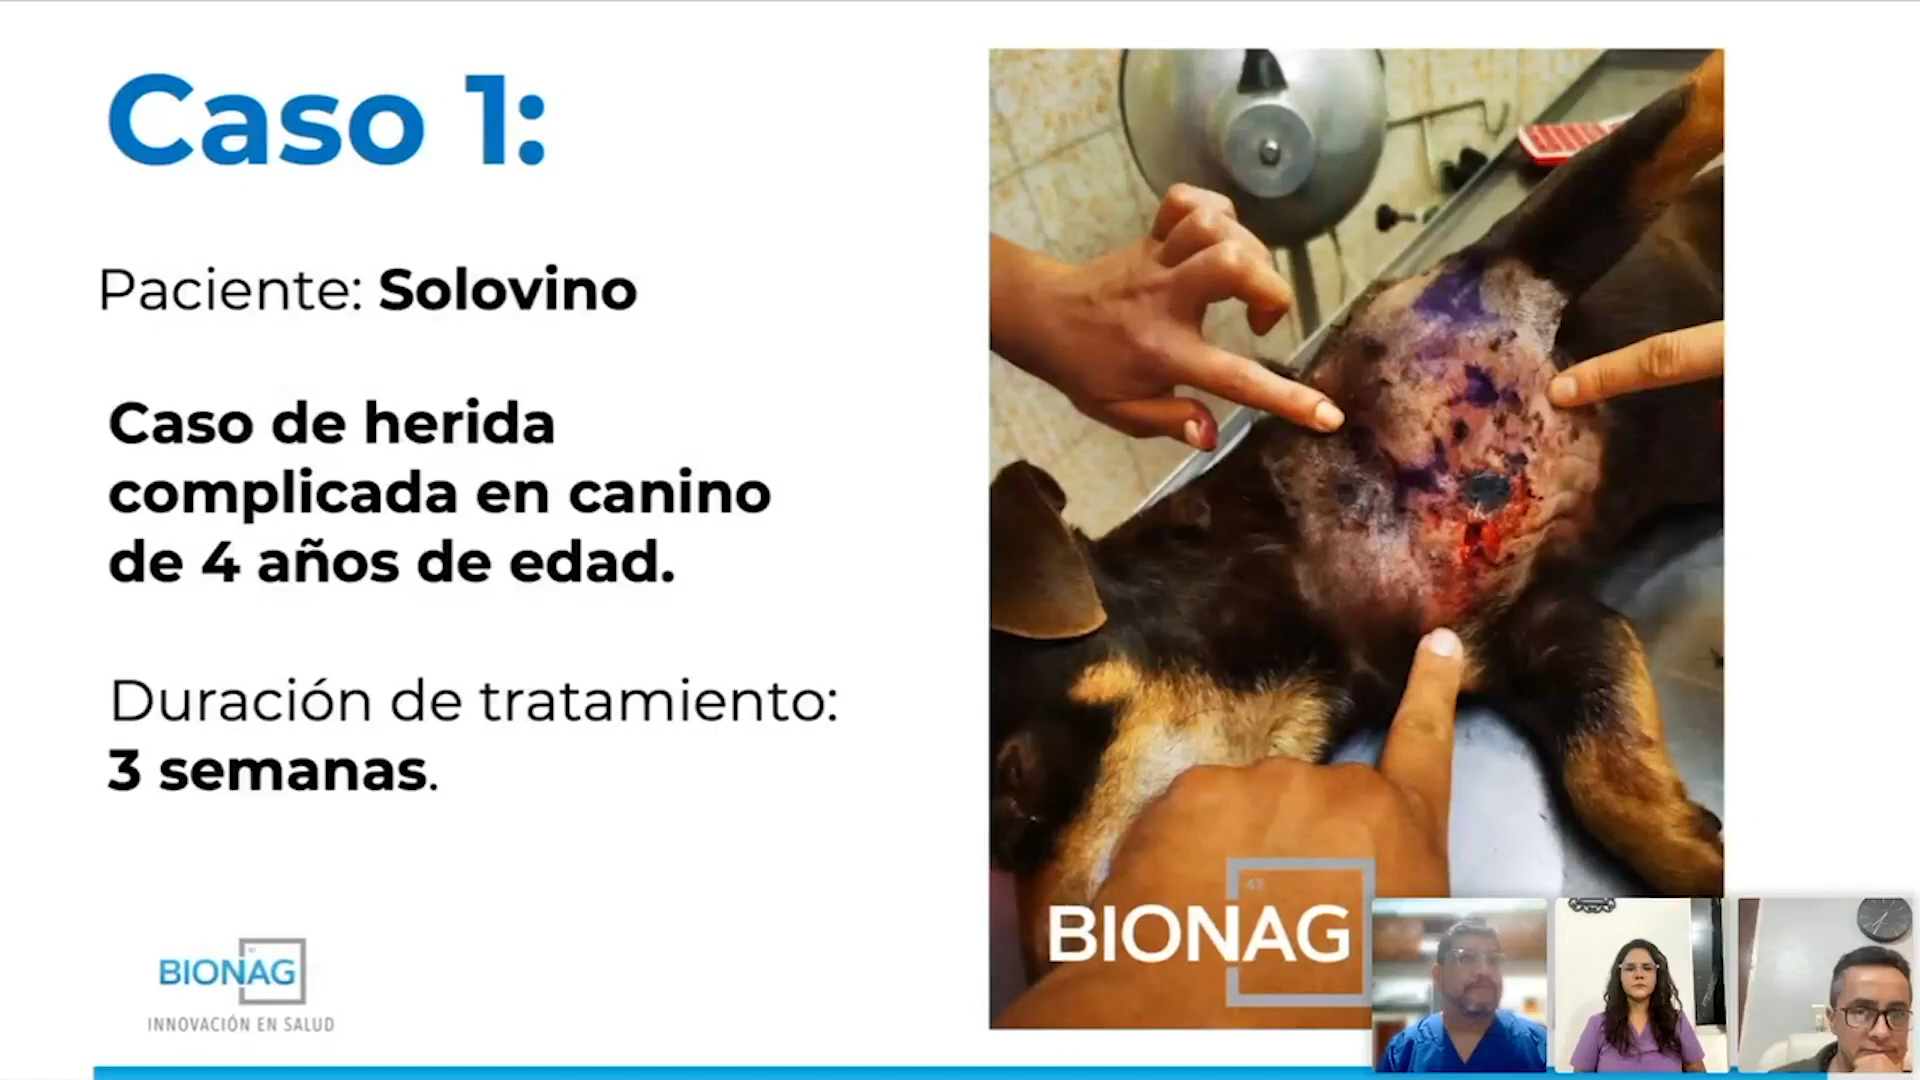 Caso 1:
Paciente: Solovino
Caso de herida
complicada en canino
de 4 años de edad.
Duración de tratamiento:
3 semanas.
BIONAG
INNOVACIÓN EN SALUD
BIONAG